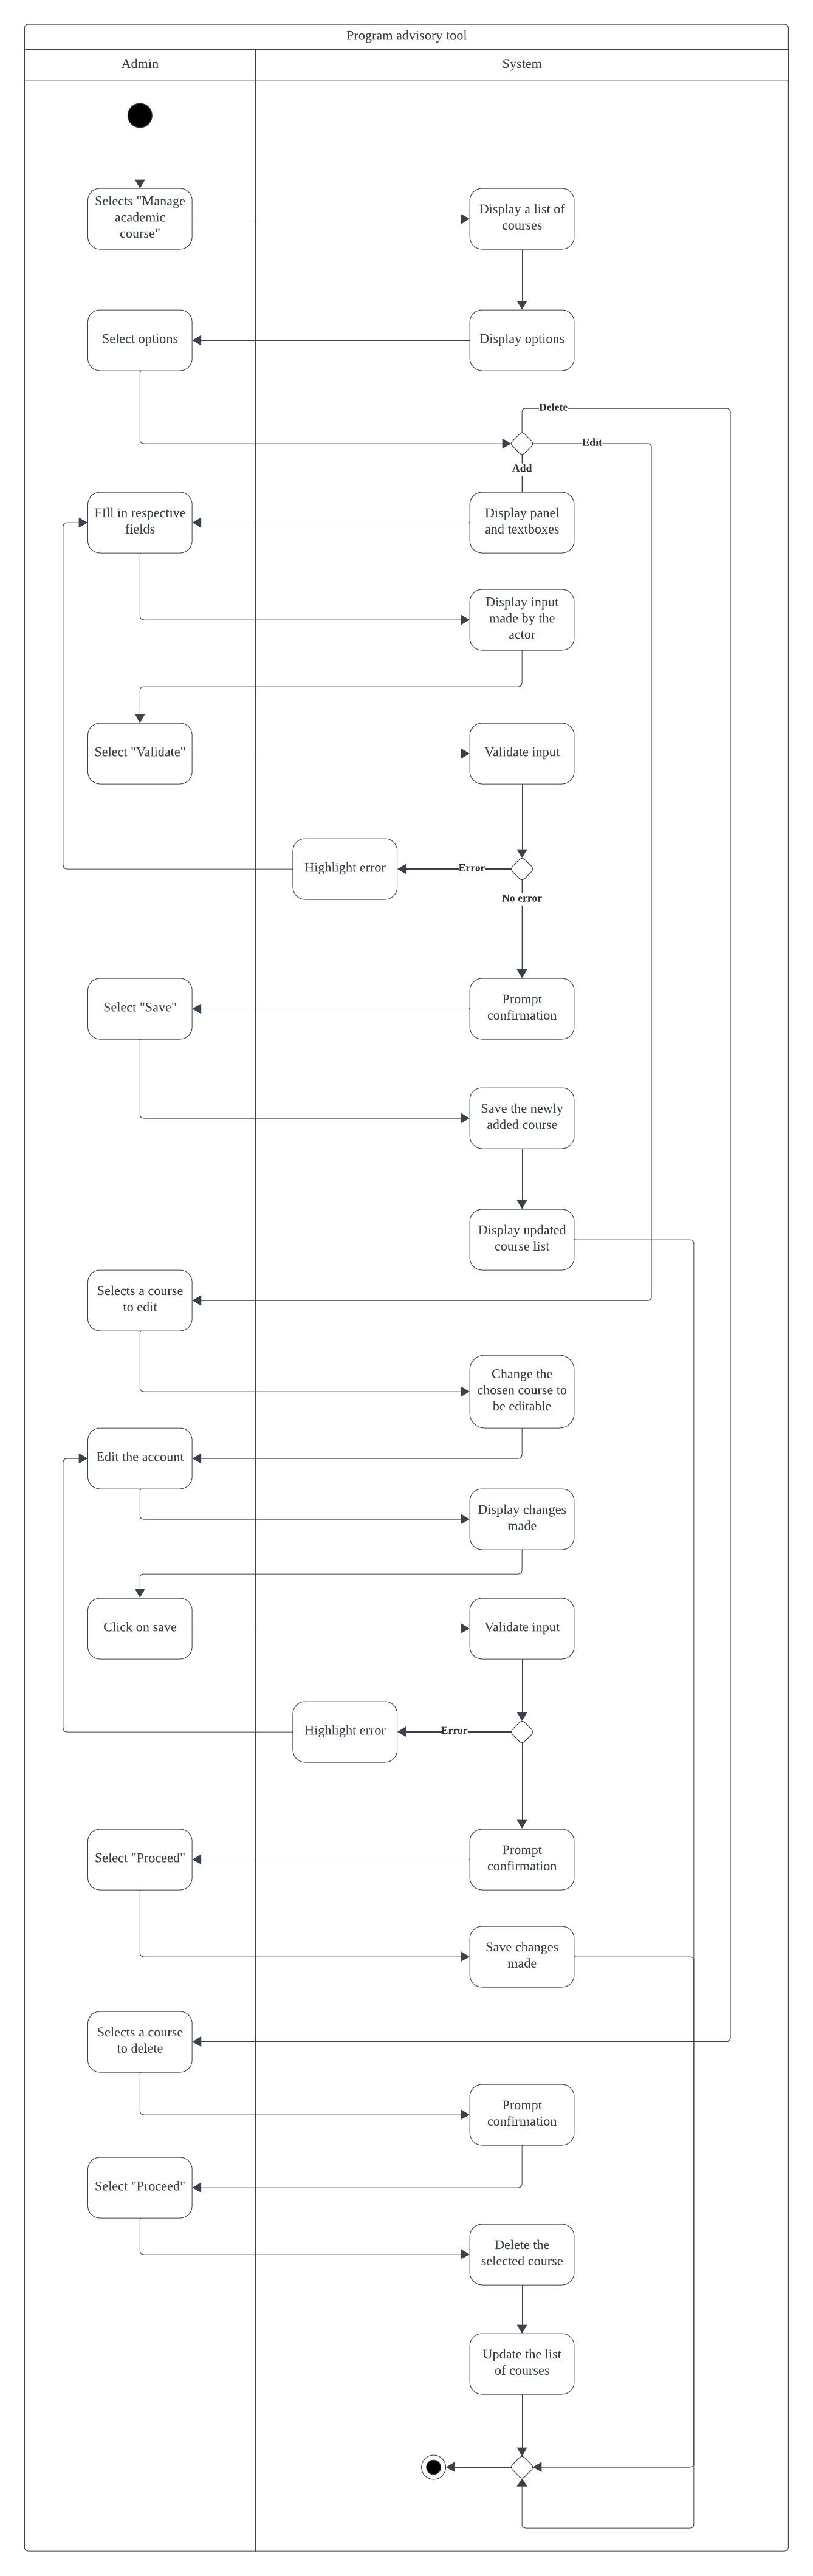 Program advisory tool
Admin
System
Selects "Manage
academic
course"
Display a list of
courses
Select options
Display options
Delete
Edit
Add
FIll in respective
fields
Display panel
and textboxes
Display input
made by the
actor
Select "Validate"
Validate input
Highlight error
Error
No error
Select "Save"
Prompt
confirmation
Save the newly
added course
Display updated
course list
Selects a course
to edit
Change the
chosen course to
be editable
Edit the account
Display changes
made
Click on save
Validate input
Highlight error
Error
Select "Proceed"
Prompt
confirmation
Save changes
made
Selects a course
to delete
Prompt
confirmation
Select "Proceed"
Delete the
selected course
Update the list
of courses